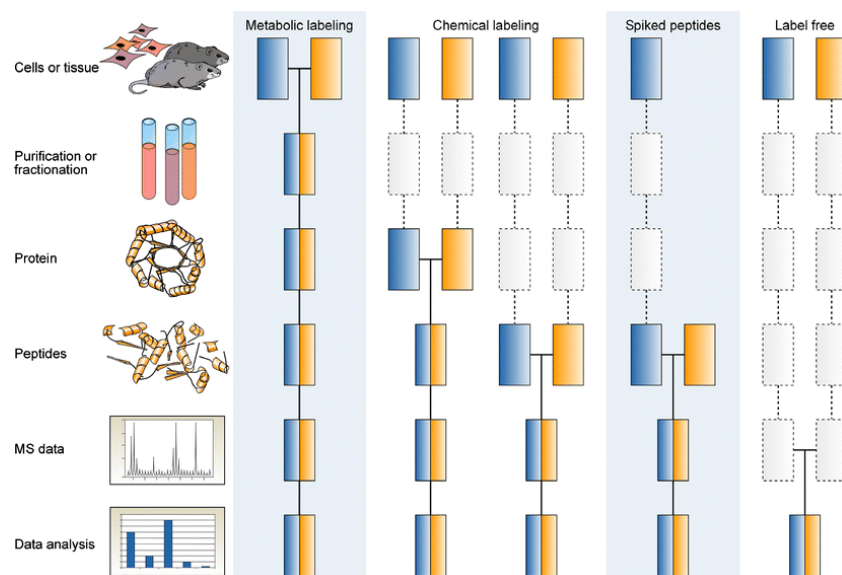 Metabolic labeling
Chemical labeling
Spiked peptides
Label free
Cells or tissue
Purification or
fractionation
Protein
Peptides
MS data
Data analysis